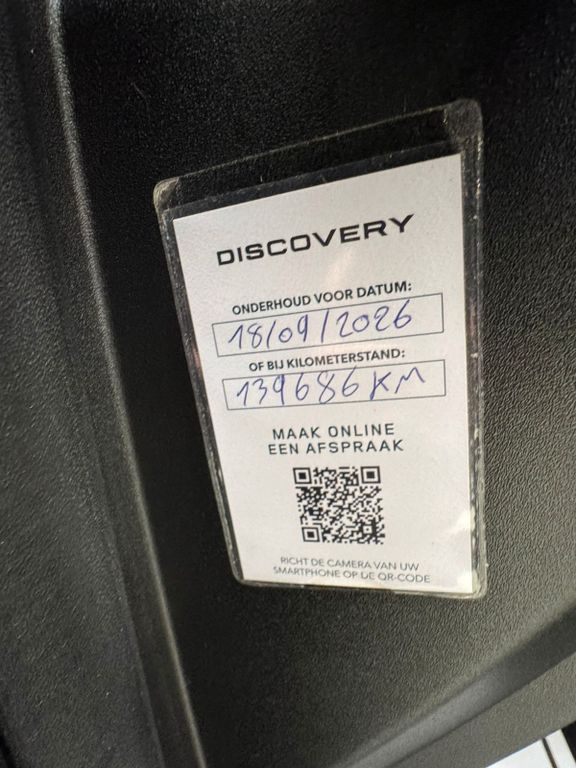 DISCOVERY
ONDERHOUD VOOR DATUM:
18/09/2026
OF BIJ KILOMETERSTAND:
139686 KM
MAAK ONLINE
EEN AFSPRAAK
RICHT DE CAMERA VAN UW
SMARTPHONE OP DE QR-CODE